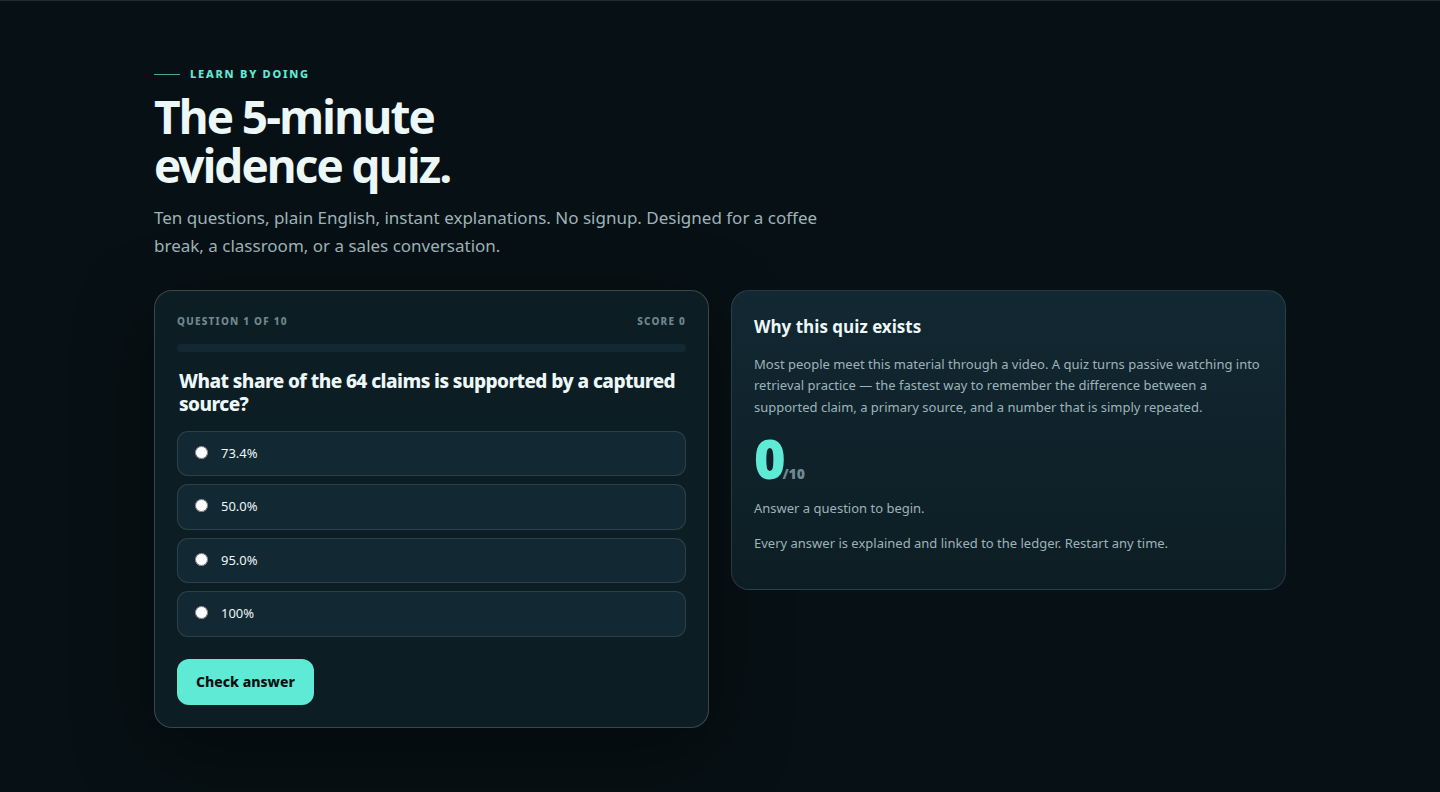 LEARN BY DOING
The 5-minute
evidence quiz.
Ten questions, plain English, instant explanations. No signup. Designed for a coffee
break, a classroom, or a sales conversation.
QUESTION 1 OF 10
SCORE 0
What share of the 64 claims is supported by a captured
source?
73.4%
50.0%
95.0%
100%
Check answer
Why this quiz exists
Most people meet this material through a video. A quiz turns passive watching into
retrieval practice — the fastest way to remember the difference between a
supported claim, a primary source, and a number that is simply repeated.
0/10
Answer a question to begin.
Every answer is explained and linked to the ledger. Restart any time.